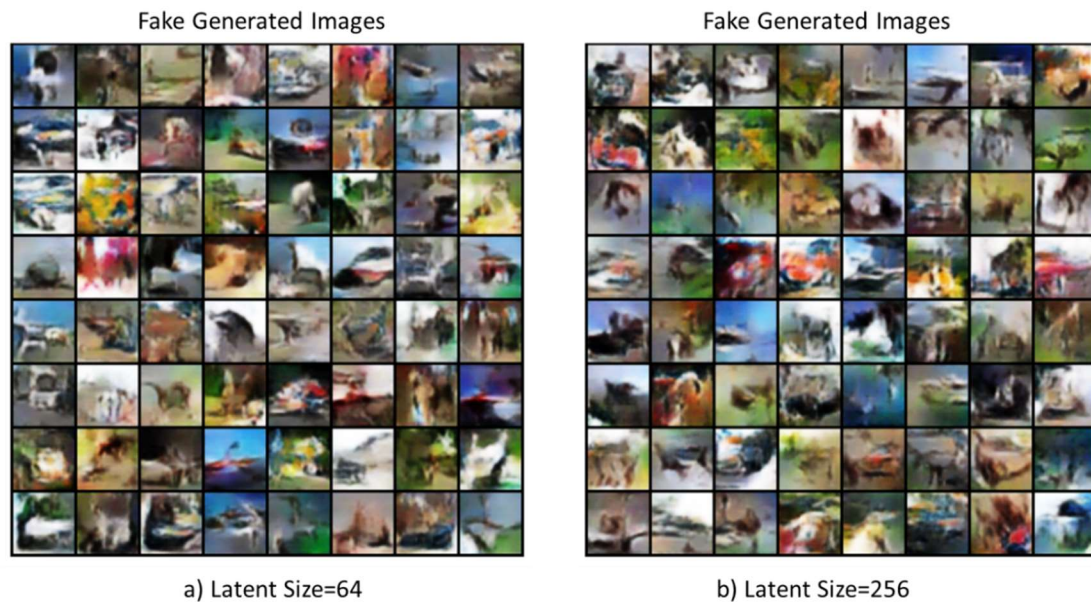 Fake Generated Images
Fake Generated Images
a) Latent Size=64
b) Latent Size=256